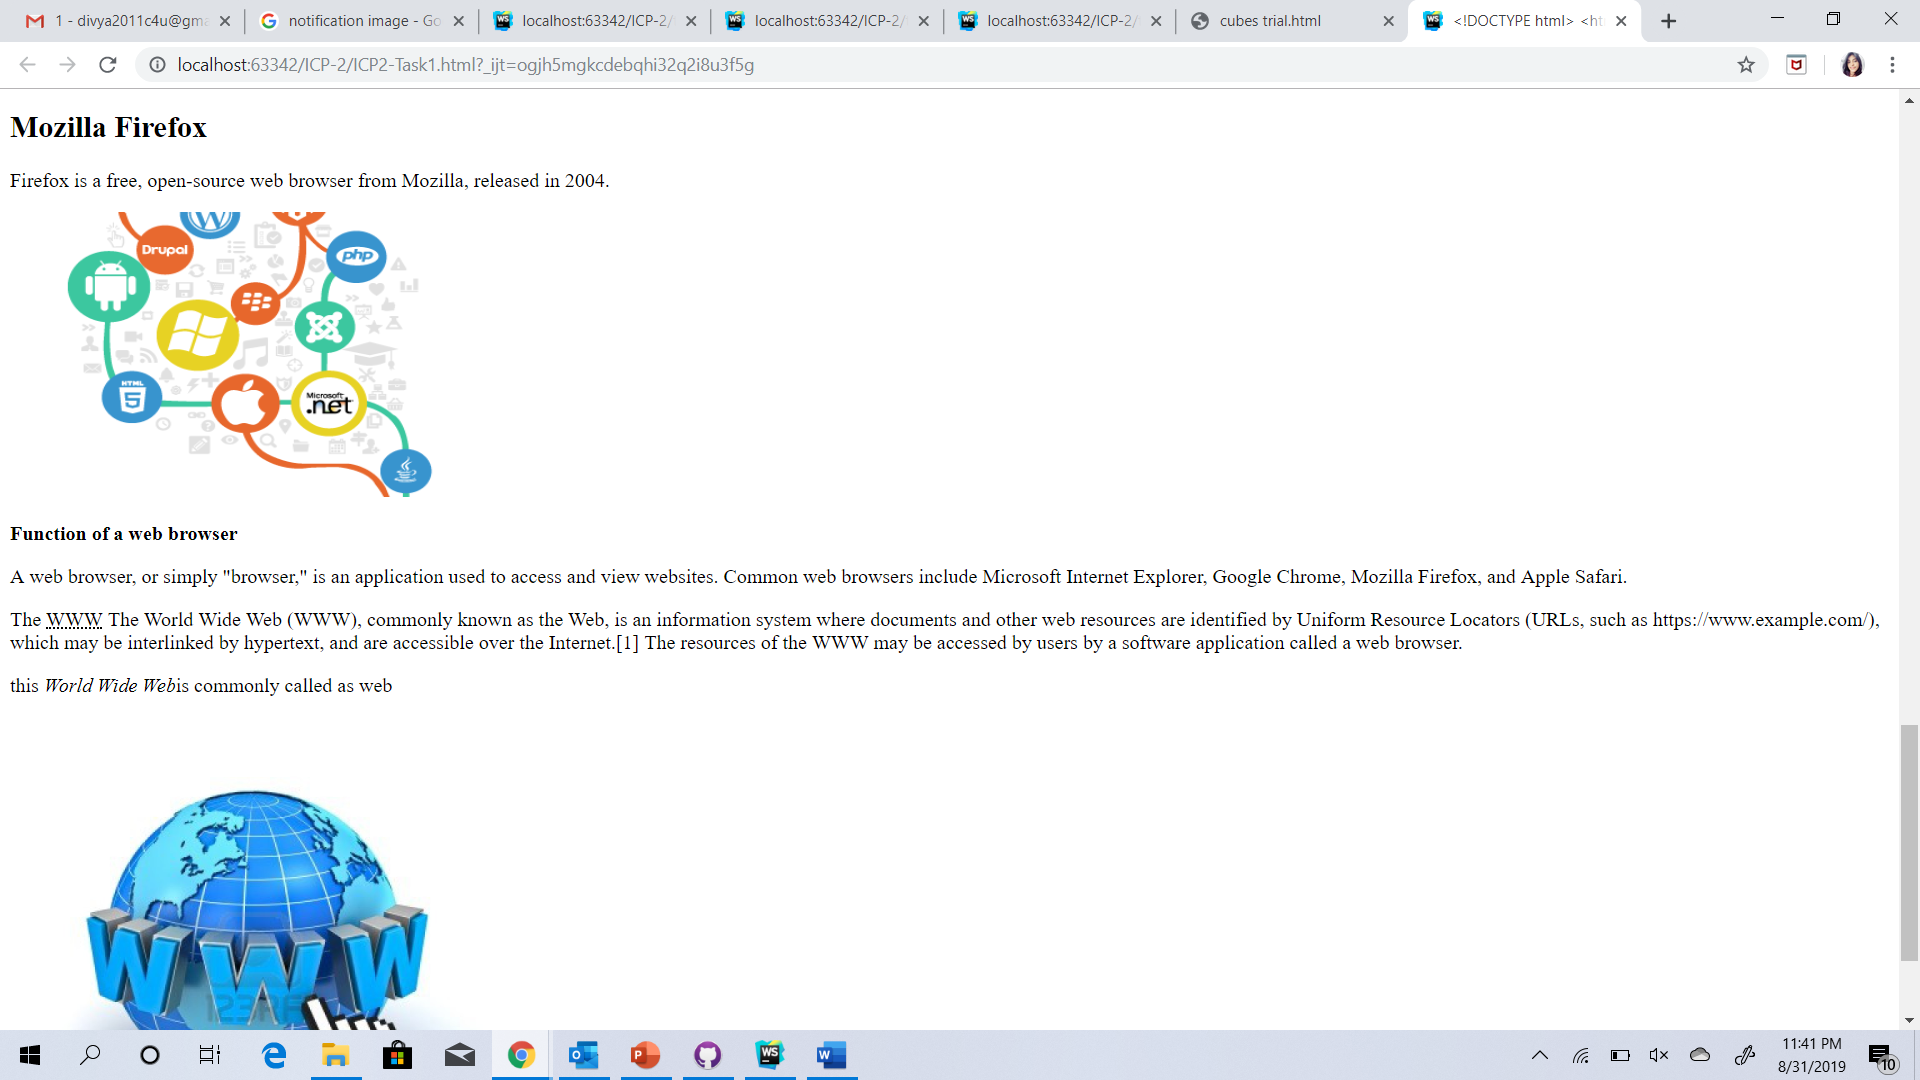 1 - divya2011c4u@gma
notification image - Go
localhost:63342/ICP-2/
localhost:63342/ICP-2/
localhost:63342/ICP-2/
cubes trial.html
<!DOCTYPE html> <ht
localhost:63342/ICP-2/ICP2-Task1.html?_ijt=ogjh5mgkcdebqhi32q2i8u3f5g
Mozilla Firefox
Firefox is a free, open-source web browser from Mozilla, released in 2004.
Drupal
php
HTML
5
Microsoft
.net
Function of a web browser
A web browser, or simply "browser," is an application used to access and view websites. Common web browsers include Microsoft Internet Explorer, Google Chrome, Mozilla Firefox, and Apple Safari.
The WWW The World Wide Web (WWW), commonly known as the Web, is an information system where documents and other web resources are identified by Uniform Resource Locators (URLs, such as https://www.example.com/),
which may be interlinked by hypertext, and are accessible over the Internet.[1] The resources of the WWW may be accessed by users by a software application called a web browser.
this World Wide Webis commonly called as web
WWW
123RF
11:41 PM
8/31/2019
10